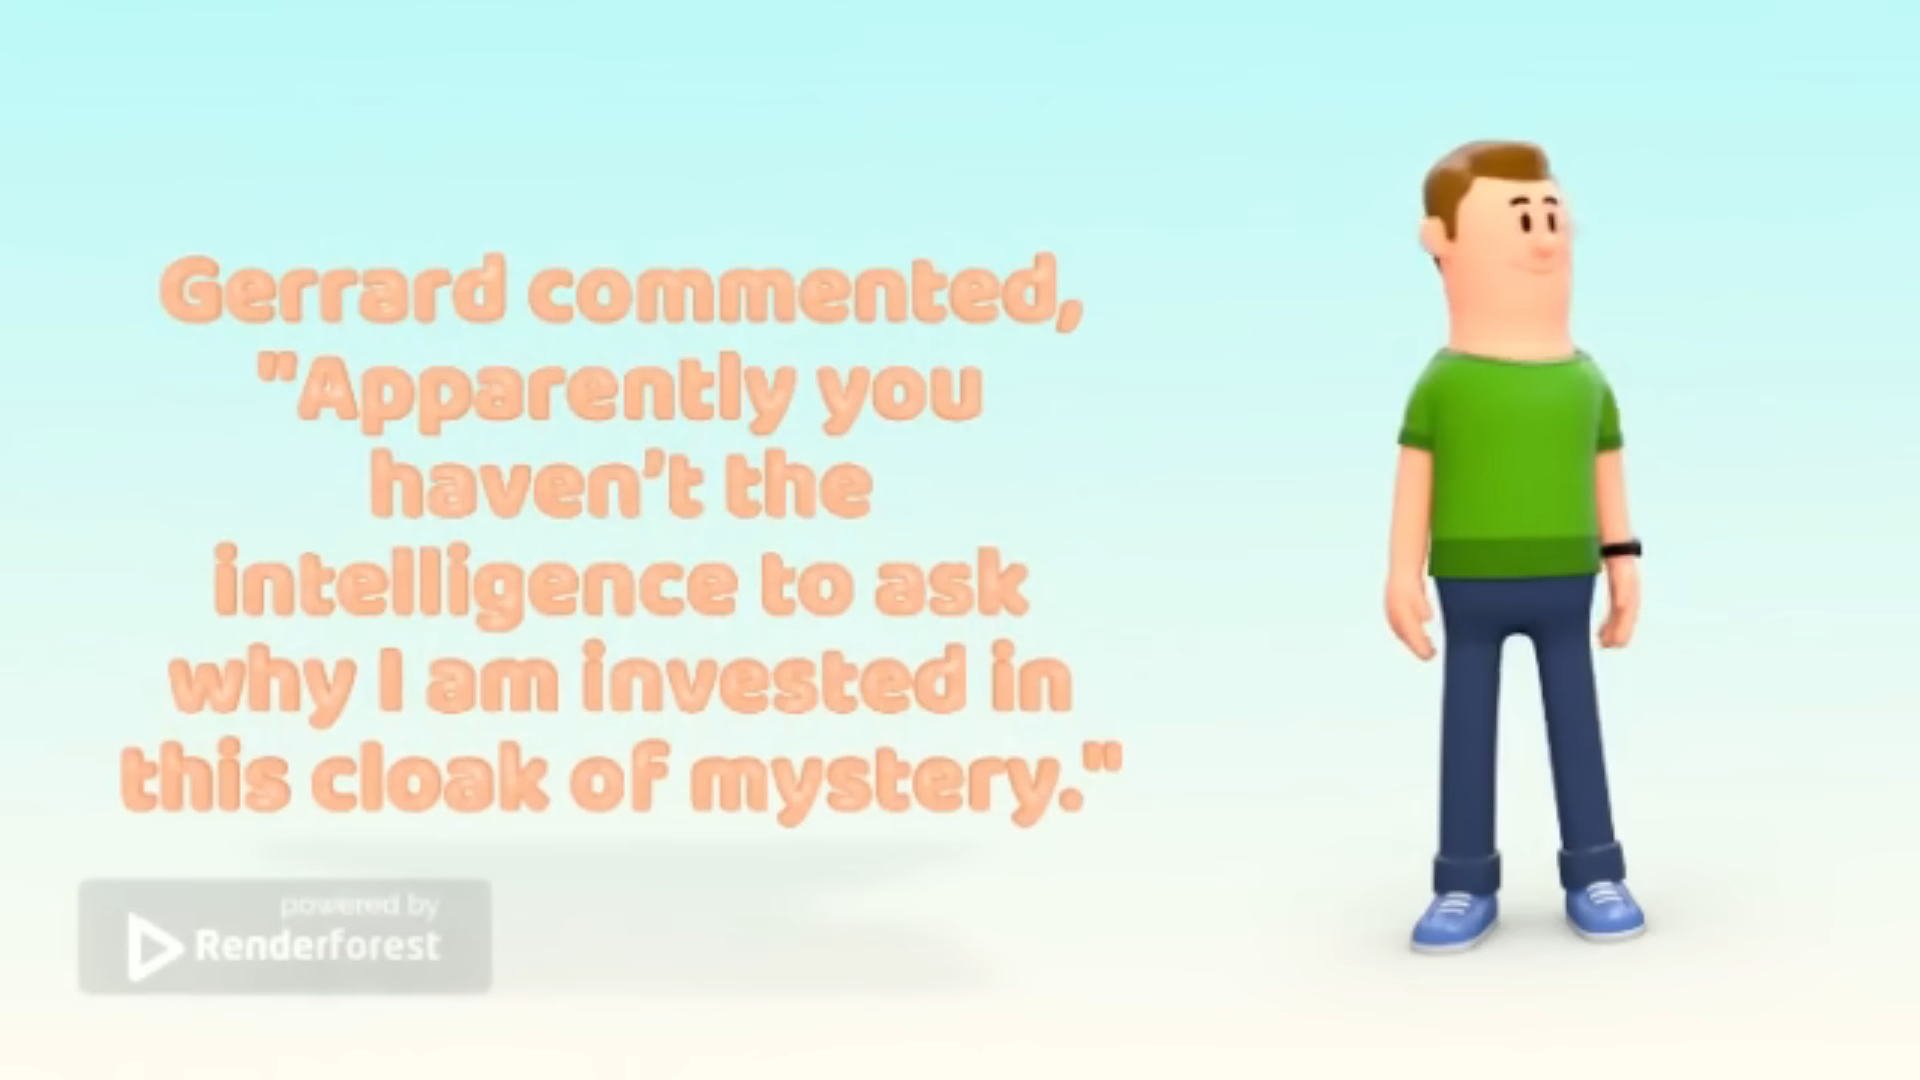 Gerrard commented,
"Apparently you
haven't the
intelligence to ask
why I am invested in
this cloak of mystery."
powered by
Renderforest